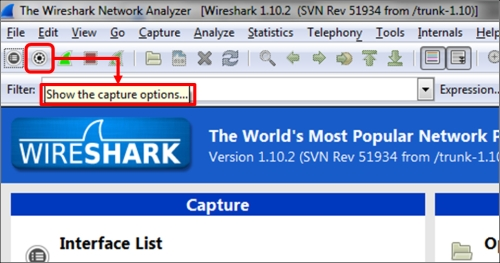 The Wireshark Network Analyzer [Wireshark 1.10.2 (SVN Rev 51934 from /trunk-1.10)]
File Edit View Go Capture Analyze Statistics Telephony Tools Internals Help
Filter: Expression...
Show the capture options...
WIRESHARK
The World's Most Popular Network P
Version 1.10.2 (SVN Rev 51934 from /trunk-1.10
Capture
Interface List
Op